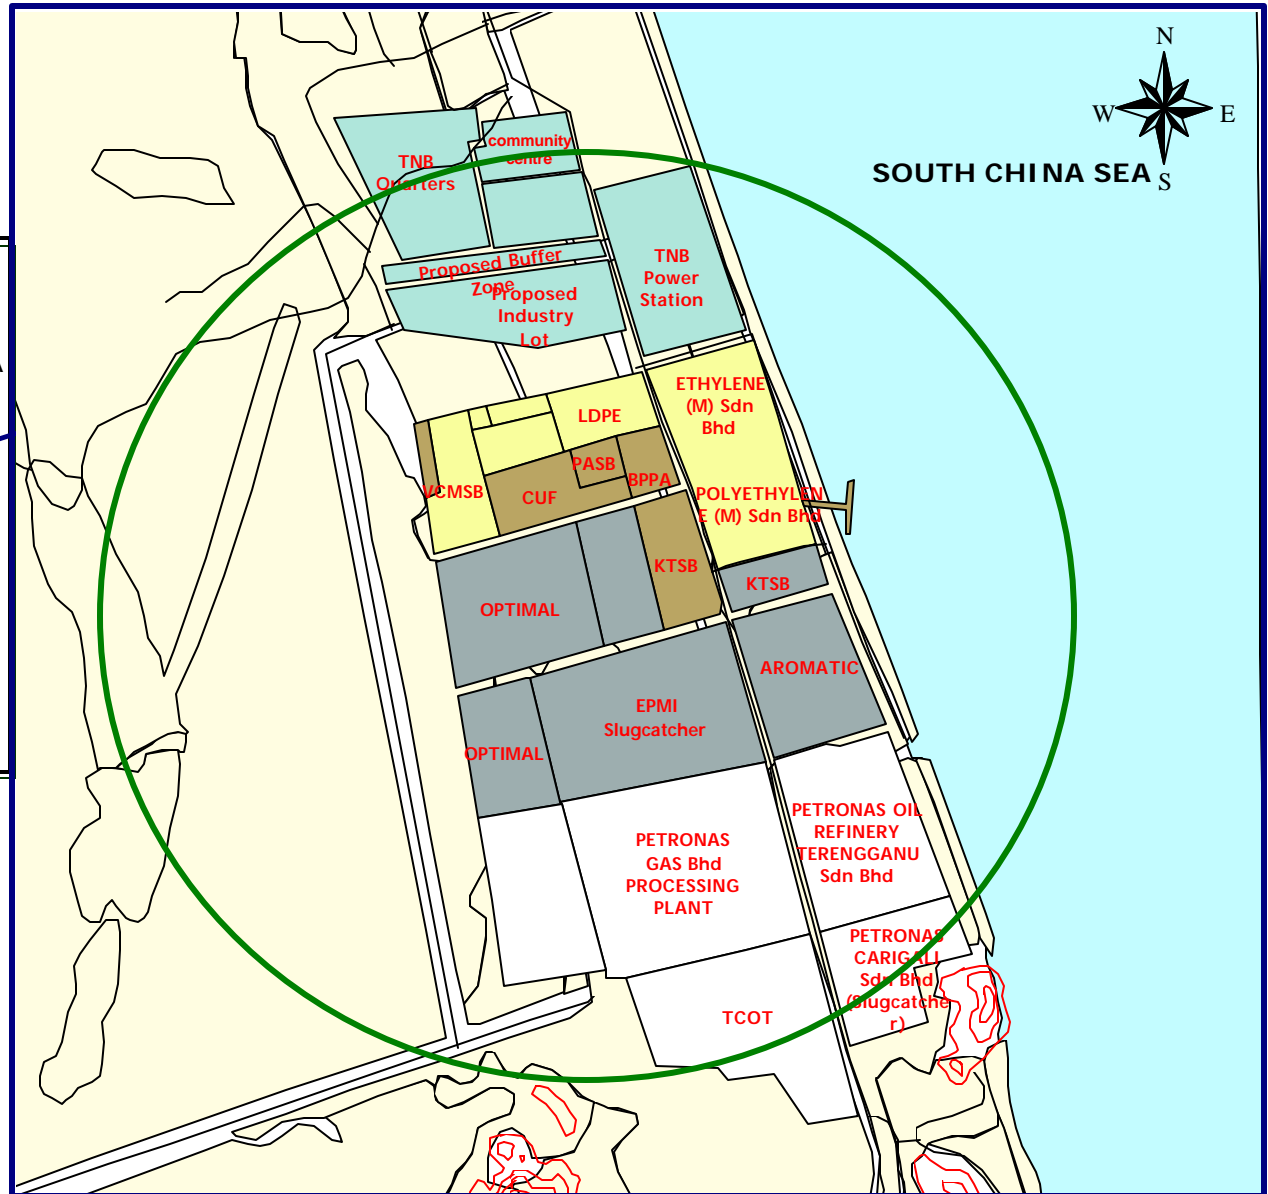 N
W E
S
SOUTH CHINA SEA
community
centre
TNB
Quarters
TNB
Power
Station
Proposed Buffer
Zone
Proposed
Industry
Lot
ETHYLENE
(M) Sdn
Bhd
LDPE
PASB
BPPA
VCMSB
CUF
POLYETHYLEN
E (M) Sdn Bhd
KTSB
KTSB
OPTIMAL
AROMATIC
EPMI
Slugcatcher
OPTIMAL
PETRONAS OIL
REFINERY
TERENGGANU
Sdn Bhd
PETRONAS
GAS Bhd
PROCESSING
PLANT
PETRONAS
CARIGALI
Sdn Bhd
(Slugcatche
r)
TCOT